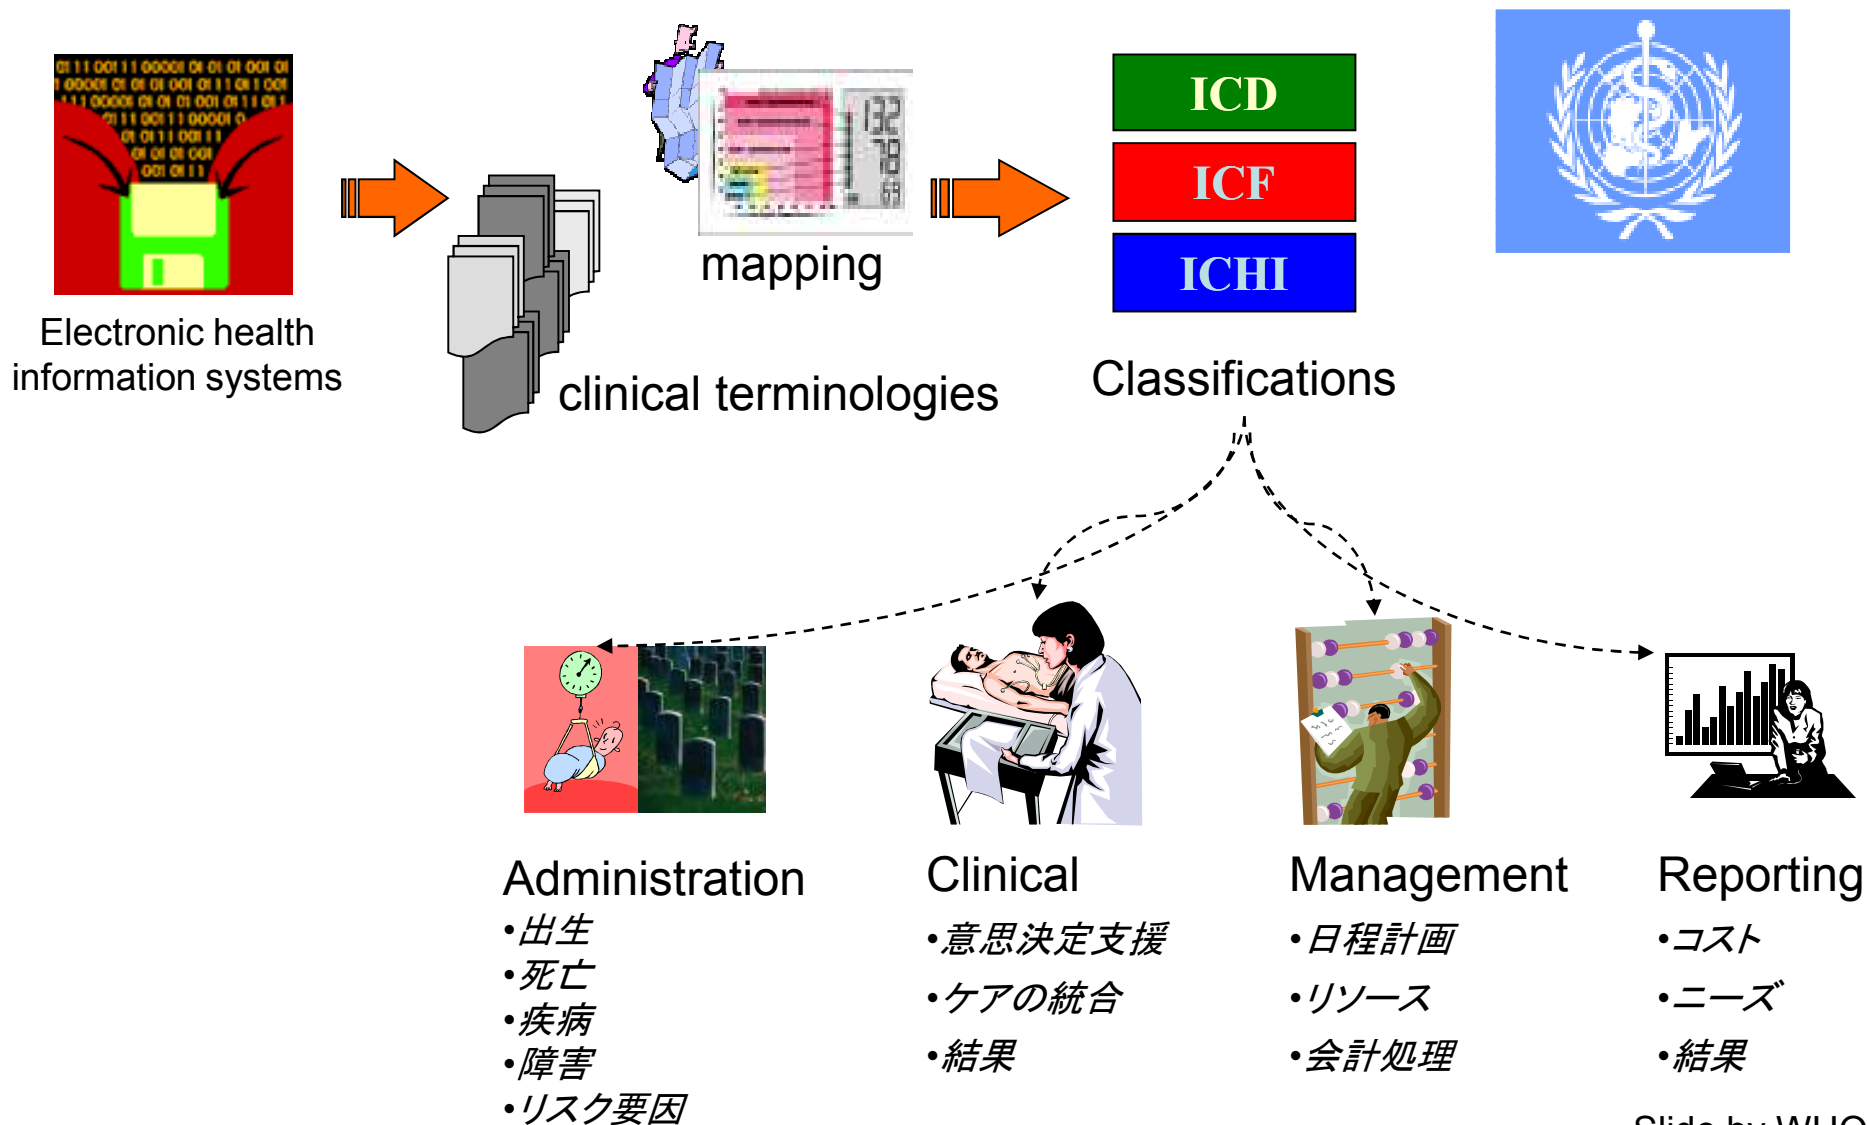 ICD
ICF
ICHI
mapping
Electronic health
information systems
clinical terminologies
Classifications
Administration
•出生
•死亡
•疾病
•障害
•リスク要因
Clinical
•意思決定支援
•ケアの統合
•結果
Management
•日程計画
•リソース
•会計処理
Reporting
•コスト
•ニーズ
•結果
Slide by WHO